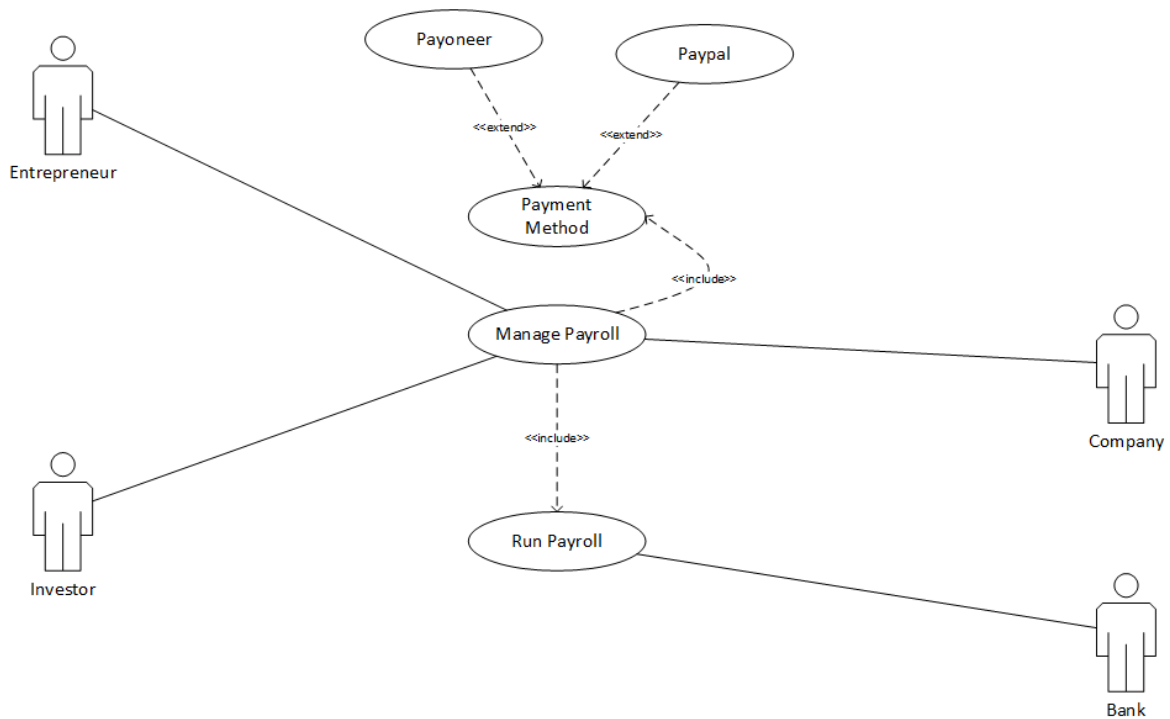 Payoneer
Paypal
<<extend>>
<<extend>>
Entrepreneur
Payment
Method
<<include>>
Manage Payroll
<<include>>
Company
Run Payroll
Investor
Bank